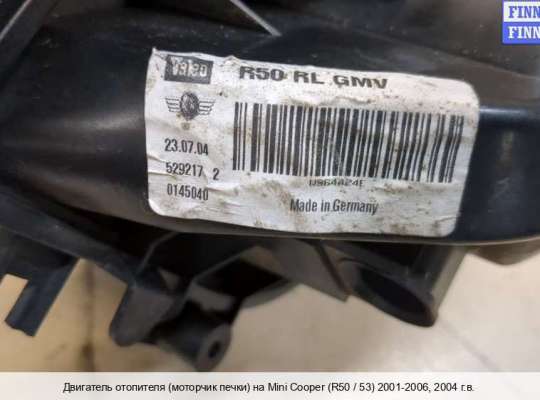 FINN
FINN
Valeo
R50 RL GMV
23.07.04
529217 2
0145040
Made in Germany
Двигатель отопителя (моторчик печки) на Mini Cooper (R50 / 53) 2001-2006, 2004 г.в.